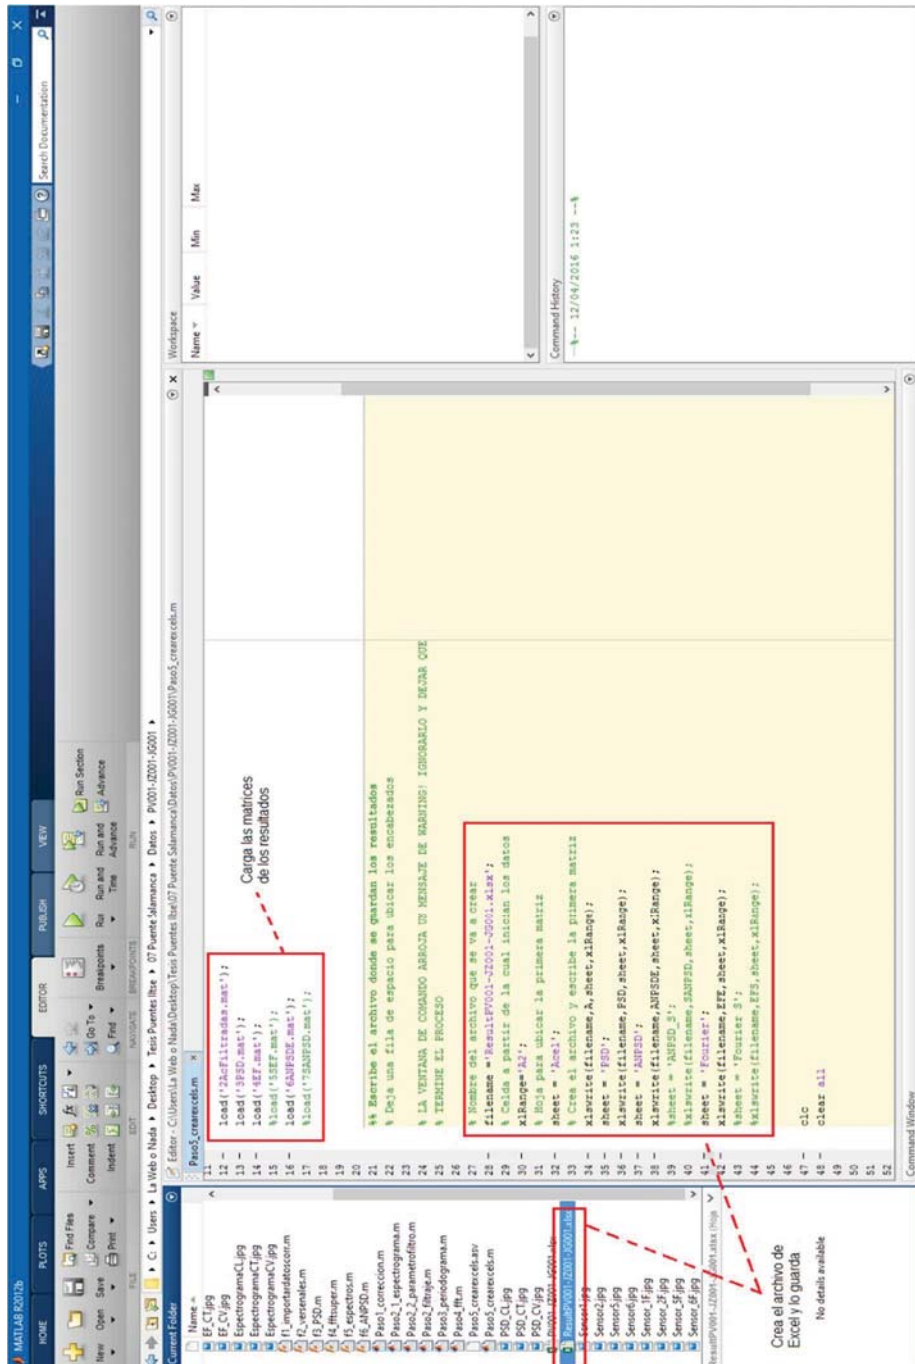 MATLAB R2012b
HOME
PLOTS
APPS
SHORTCUTS
EDITOR
PUBLISH
VIEW
Search Documentation
New
Open
Save
Find Files
Compare
Print
Insert
Comment
Indent
Go To
Find
Breakpoints
Run
Run and Time
Run and Advance
Run Section
Advance
FILE
EDIT
NAVIGATE
BREAKPOINTS
RUN
C: Users La Web o Nada Desktop Tesis Puentes Iltse 07 Puente Salamanca Datos PV001-JZ001-JG001
Current Folder
Name
EF_CT.jpg
EF_CV.jpg
EspectrogramaCL.jpg
EspectrogramaCT.jpg
EspectrogramaCV.jpg
f1_importardatoscorr.m
f2_versenales.m
f3_PSD.m
f4_fftsuper.m
f5_espectros.m
f6_ANPSD.m
Paso1_correccion.m
Paso2_1_espectrograma.m
Paso2_2_parametrofiltro.m
Paso2_filtraje.m
Paso3_periodograma.m
Paso4_fft.m
Paso5_crearexcels.asv
Paso5_crearexcels.m
PSD_CL.jpg
PSD_CT.jpg
PSD_CV.jpg
PV001-JZ001-JG001.xlsx
ResultPV001-JZ001-JG001.xlsx
Sensor1.jpg
Sensor2.jpg
Sensor5.jpg
Sensor6.jpg
Sensor_1F.jpg
Sensor_2F.jpg
Sensor_5F.jpg
Sensor_6F.jpg
ResultPV001-JZ001-JG001.xlsx (Hoja
No details available
Editor - C:\Users\La Web o Nada\Desktop\Tesis Puentes Iltse\07 Puente Salamanca\Datos\PV001-JZ001-JG001\Paso5_crearexcels.m
Paso5_crearexcels.m
11
12 load('2AcFiltradas.mat');
13 load('3PSD.mat');
14 load('4EF.mat');
15 %load('5SEF.mat');
16 load('6ANPSDE.mat');
17 %load('7SANPSD.mat');
18
19
20
21 %% Escribe el archivo donde se guardan los resultados
22 % Deja una fila de espacio para ubicar los encabezados
23
24 % LA VENTANA DE COMANDO ARROJA UN MENSAJE DE WARNING! IGNORARLO Y DEJAR QUE
25 % TERMINE EL PROCESO
26
27 % Nombre del archivo que se va a crear
28 filename ='ResultPV001-JZ001-JG001.xlsx';
29 % Celda a partir de la cual inician los datos
30 xlRange='A2';
31 % Hoja para ubicar la primera matriz
32 sheet = 'Acel';
33 % Crea el archivo y escribe la primera matriz
34 xlswrite(filename,A,sheet,xlRange);
35 sheet = 'PSD';
36 xlswrite(filename,PSD,sheet,xlRange);
37 sheet = 'ANPSD';
38 xlswrite(filename,ANPSDE,sheet,xlRange);
39 %sheet = 'ANPSD_S';
40 %xlswrite(filename,SANPSD,sheet,xlRange);
41 sheet = 'Fourier';
42 xlswrite(filename,EFE,sheet,xlRange);
43 %sheet = 'Fourier S';
44 %xlswrite(filename,EFS,sheet,xlRange);
45
46
47 clc
48 clear all
49
50
51
52
Carga las matrices
de los resultados
Crea el archivo de
Excel y lo guarda
Command Window
Workspace
Name
Value
Min
Max
Command History
%-- 12/04/2016 1:23 --%